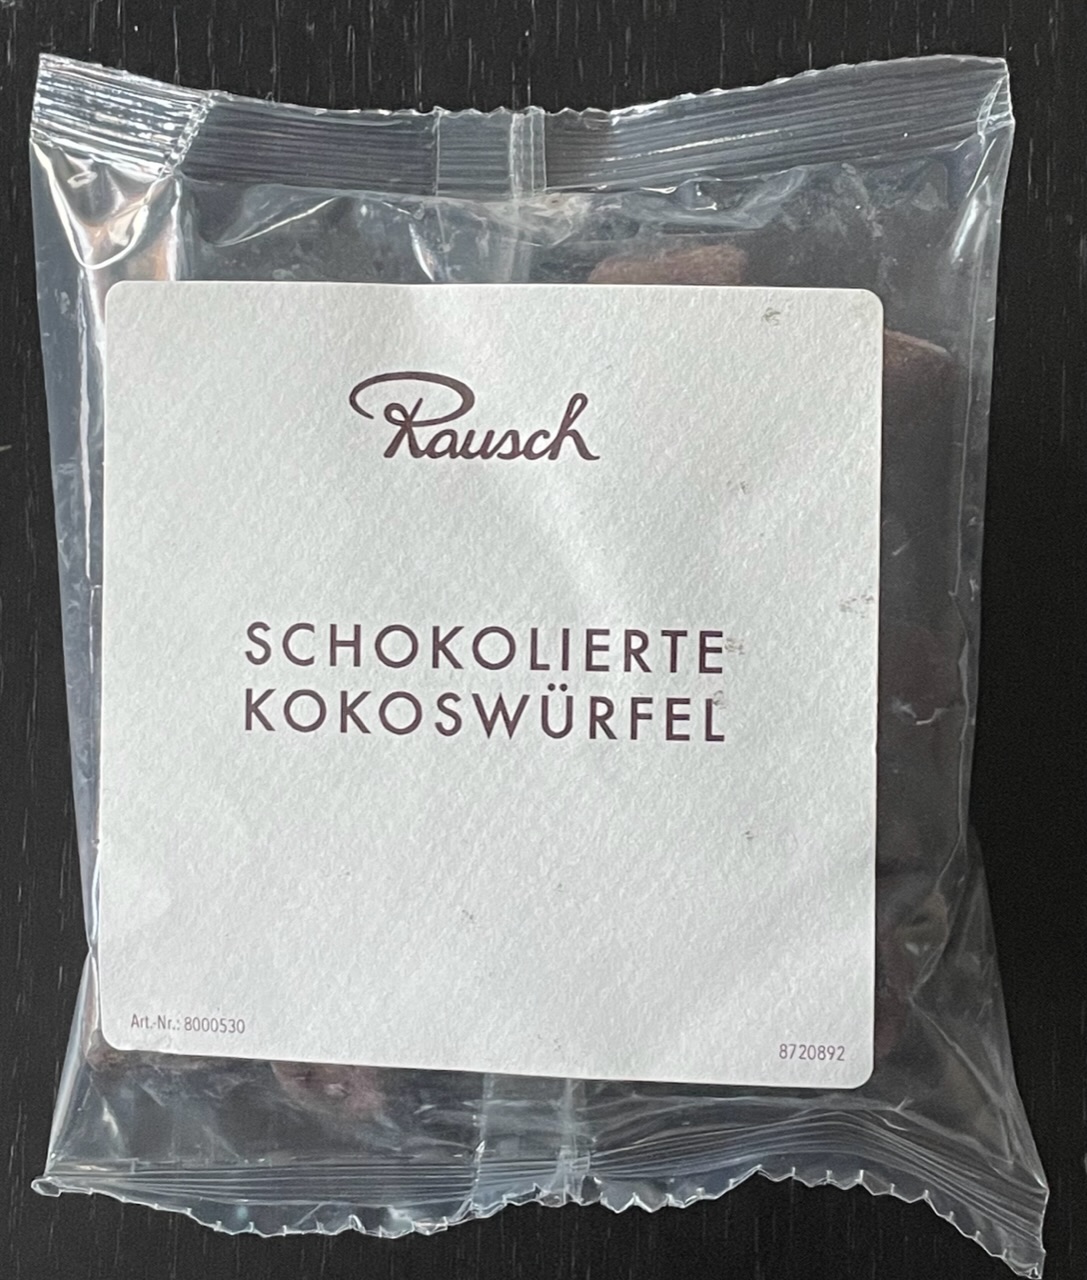 Rausch
SCHOKOLIERTE
KOKOSWÜRFEL
Art.-Nr.: 8000530
8720892